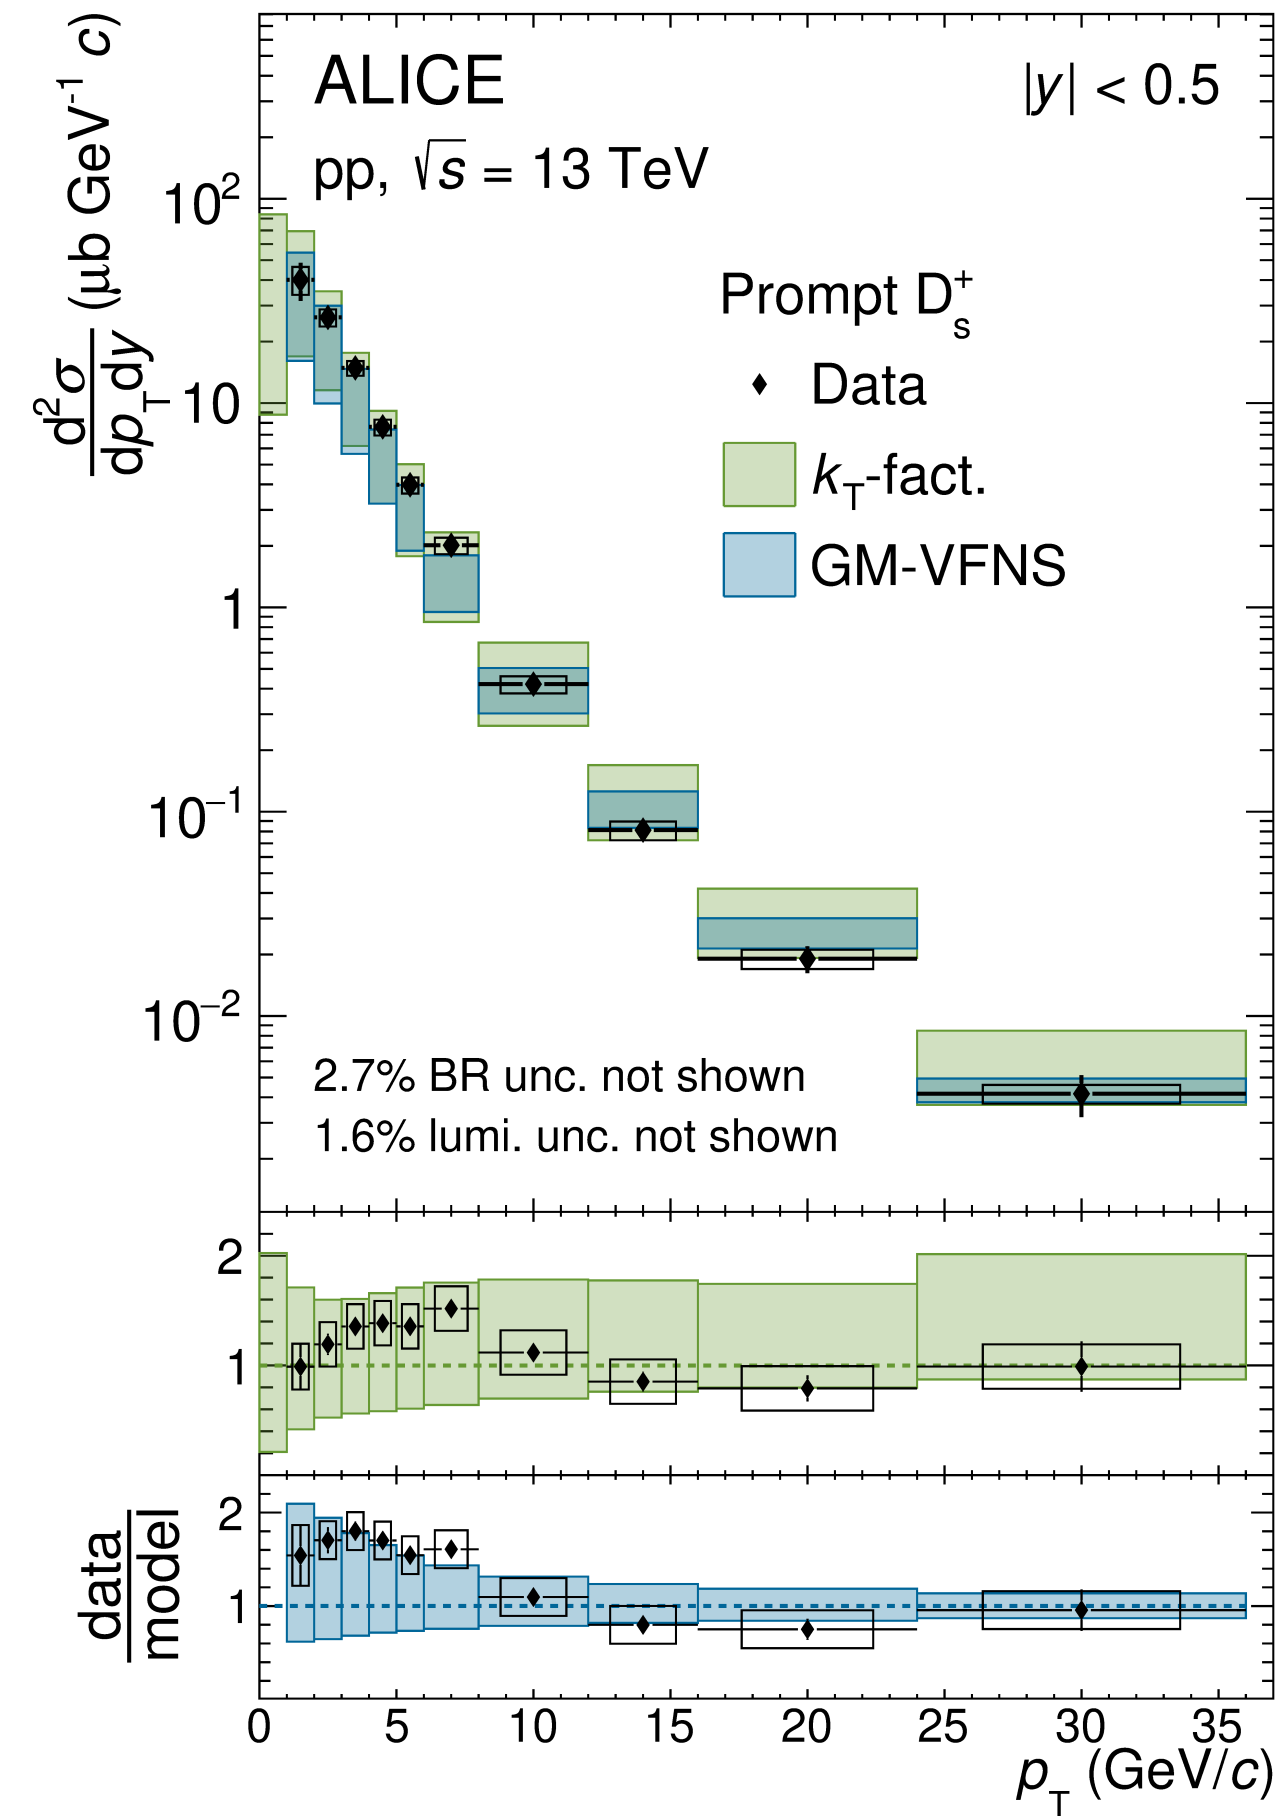 ALICE
|y| < 0.5
pp, √s = 13 TeV
d²σ/dp_Tdy (μb GeV⁻¹ c)
10²
10
1
10⁻¹
10⁻²
Prompt D_s⁺
Data
k_T-fact.
GM-VFNS
2.7% BR unc. not shown
1.6% lumi. unc. not shown
2
1
data/model
2
1
0 5 10 15 20 25 30 35
p_T (GeV/c)